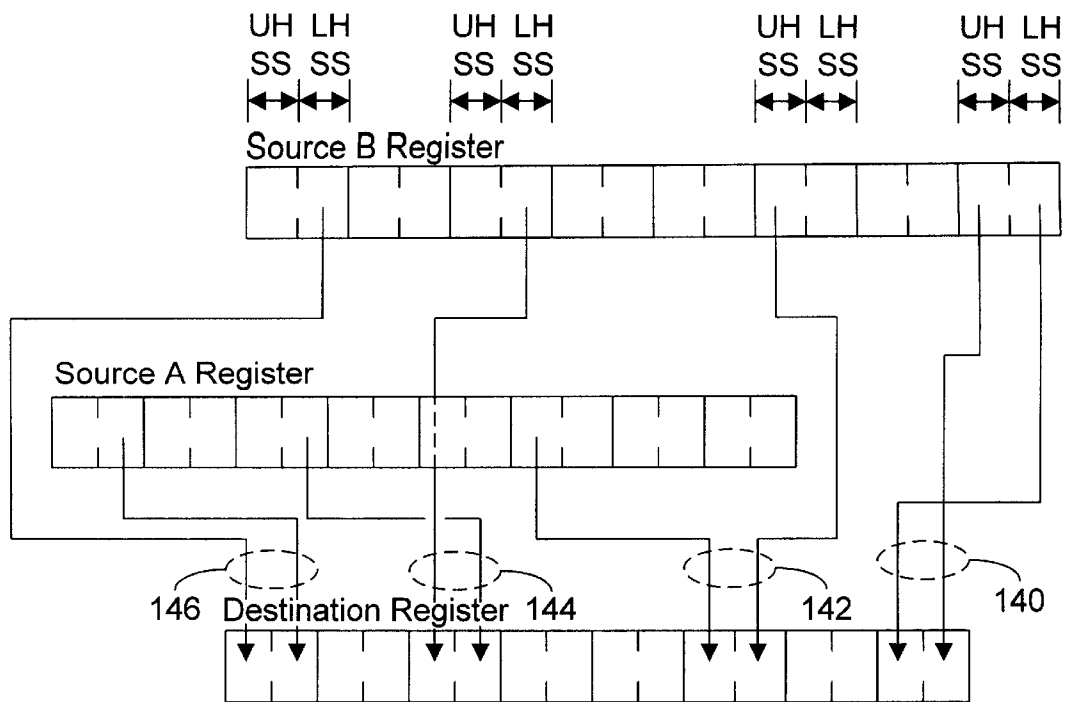 UH LH UH LH UH LH UH LH
SS SS SS SS SS SS SS SS
Source B Register
Source A Register
146 144 142 140
Destination Register